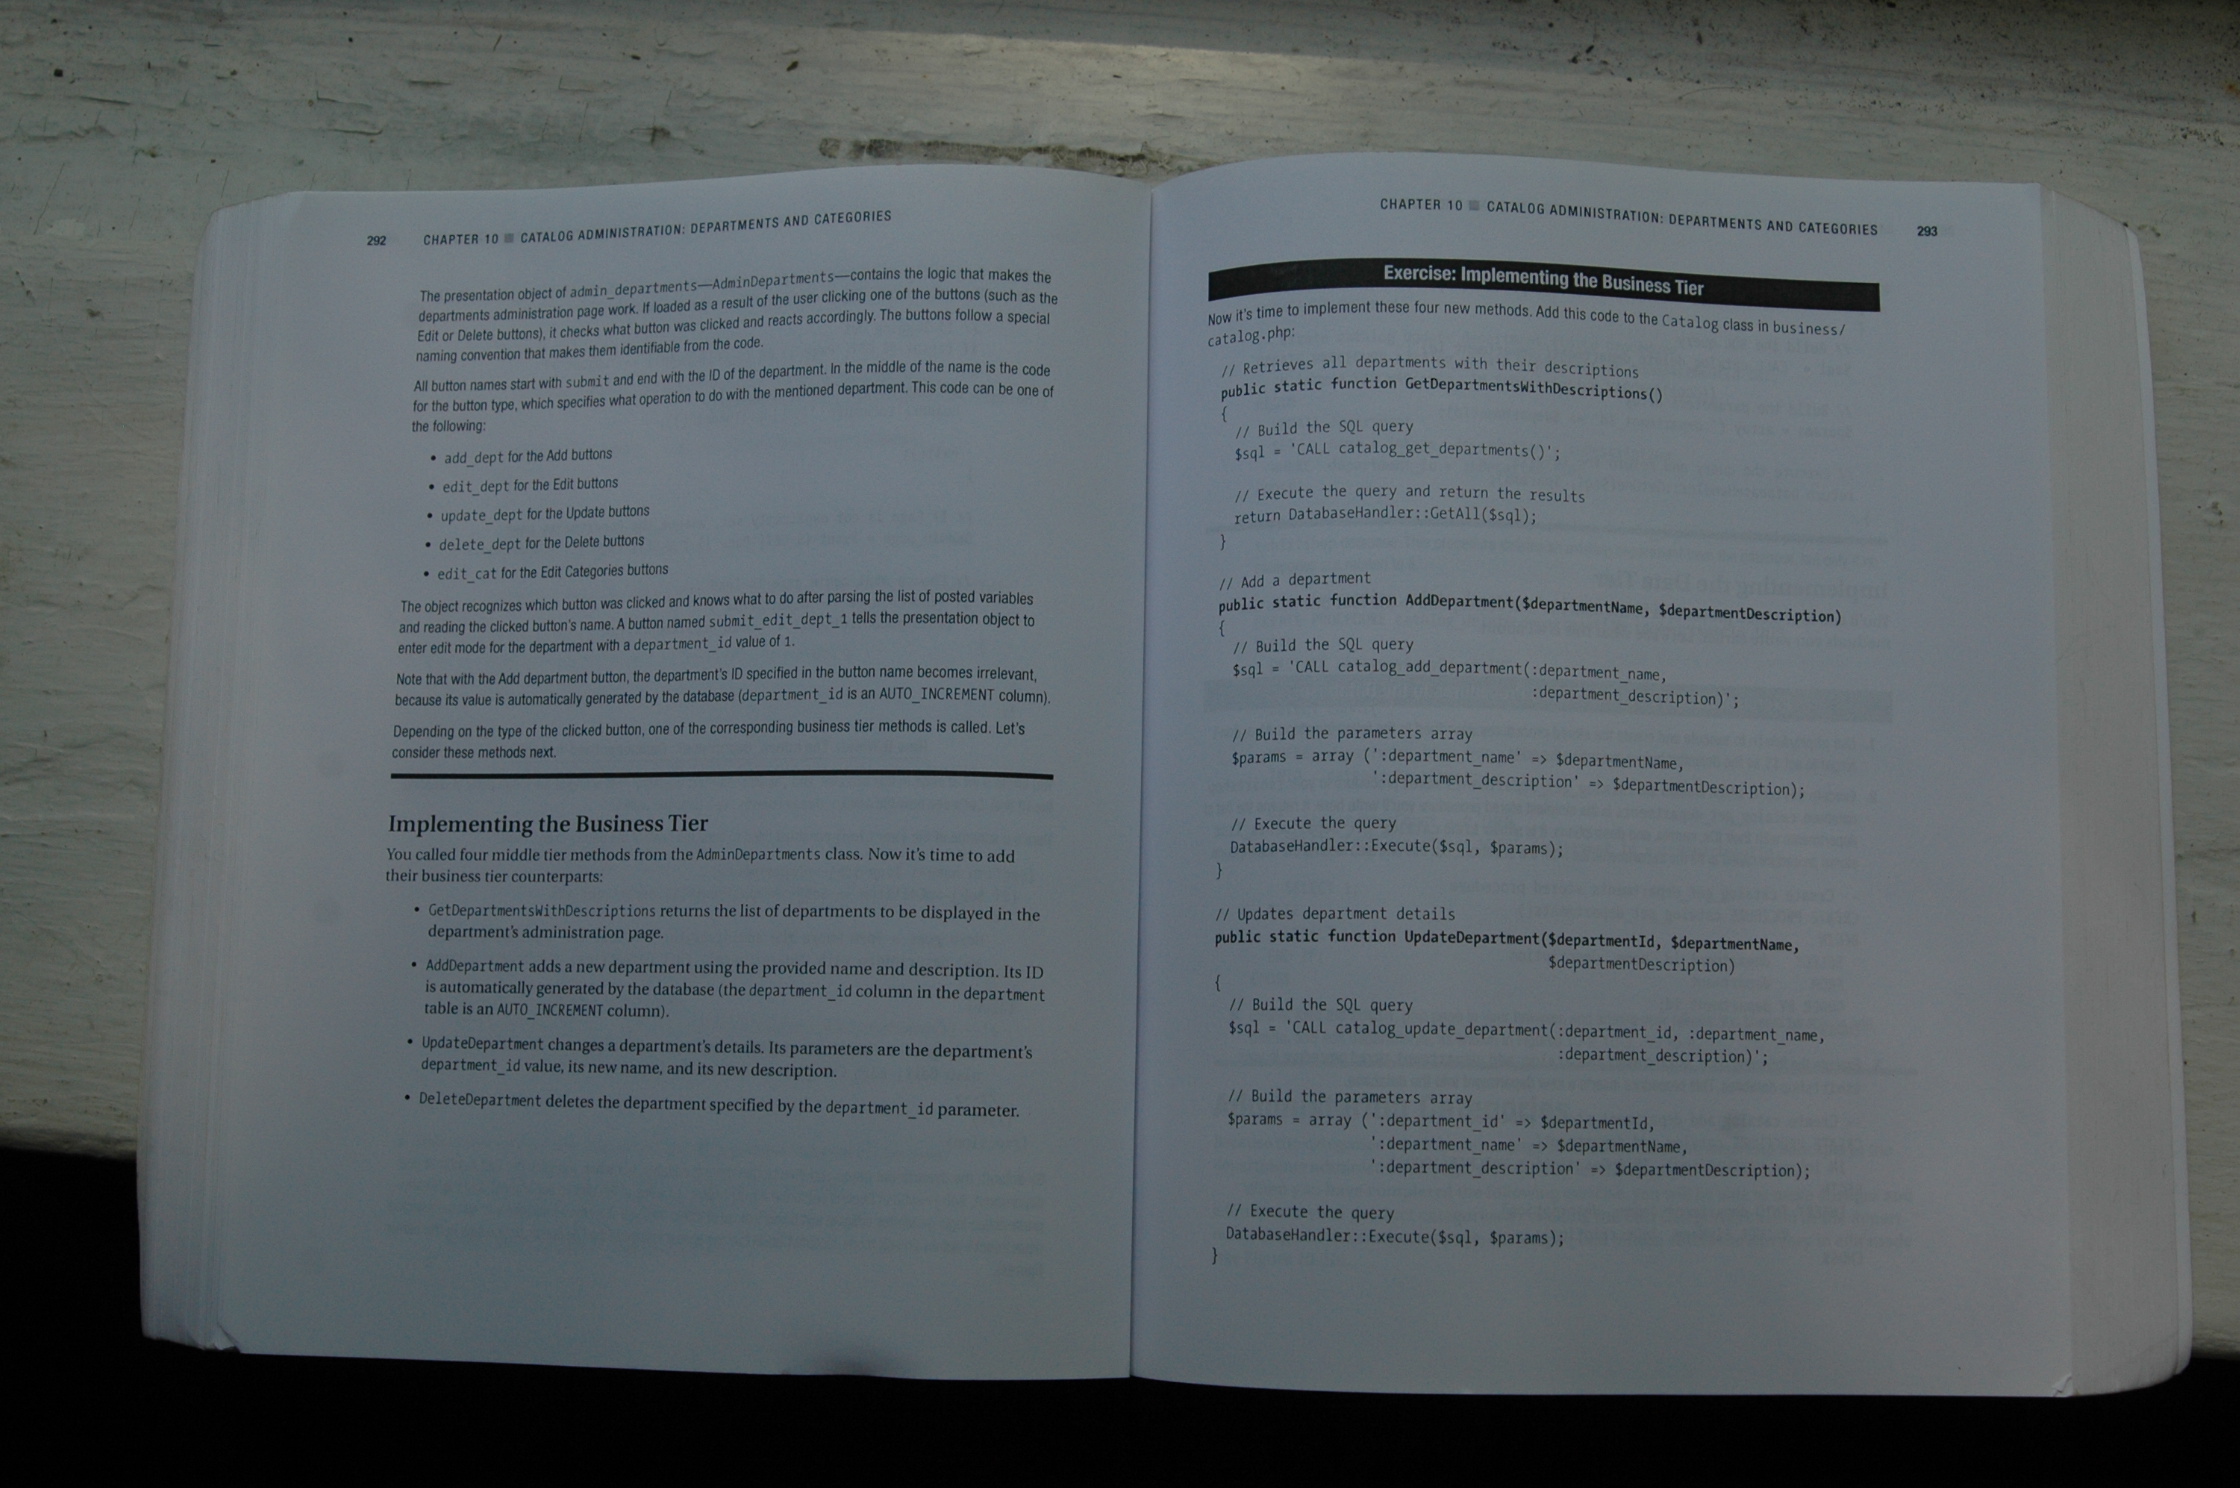 292 CHAPTER 10 ■ CATALOG ADMINISTRATION: DEPARTMENTS AND CATEGORIES
The presentation object of admin_departments—AdminDepartments—contains the logic that makes the
departments administration page work. If loaded as a result of the user clicking one of the buttons (such as the
Edit or Delete buttons), it checks what button was clicked and reacts accordingly. The buttons follow a special
naming convention that makes them identifiable from the code.
All button names start with submit and end with the ID of the department. In the middle of the name is the code
for the button type, which specifies what operation to do with the mentioned department. This code can be one of
the following:
• add_dept for the Add buttons
• edit_dept for the Edit buttons
• update_dept for the Update buttons
• delete_dept for the Delete buttons
• edit_cat for the Edit Categories buttons
The object recognizes which button was clicked and knows what to do after parsing the list of posted variables
and reading the clicked button's name. A button named submit_edit_dept_1 tells the presentation object to
enter edit mode for the department with a department_id value of 1.
Note that with the Add department button, the department's ID specified in the button name becomes irrelevant,
because its value is automatically generated by the database (department_id is an AUTO_INCREMENT column).
Depending on the type of the clicked button, one of the corresponding business tier methods is called. Let's
consider these methods next.
Implementing the Business Tier
You called four middle tier methods from the AdminDepartments class. Now it's time to add
their business tier counterparts:
• GetDepartmentsWithDescriptions returns the list of departments to be displayed in the
department's administration page.
• AddDepartment adds a new department using the provided name and description. Its ID
is automatically generated by the database (the department_id column in the department
table is an AUTO_INCREMENT column).
• UpdateDepartment changes a department's details. Its parameters are the department's
department_id value, its new name, and its new description.
• DeleteDepartment deletes the department specified by the department_id parameter.
CHAPTER 10 ■ CATALOG ADMINISTRATION: DEPARTMENTS AND CATEGORIES 293
Exercise: Implementing the Business Tier
Now it's time to implement these four new methods. Add this code to the Catalog class in business/
catalog.php:
// Retrieves all departments with their descriptions
public static function GetDepartmentsWithDescriptions()
{
// Build the SQL query
$sql = 'CALL catalog_get_departments()';
// Execute the query and return the results
return DatabaseHandler::GetAll($sql);
}
// Add a department
public static function AddDepartment($departmentName, $departmentDescription)
{
// Build the SQL query
$sql = 'CALL catalog_add_department(:department_name,
:department_description)';
// Build the parameters array
$params = array (':department_name' => $departmentName,
':department_description' => $departmentDescription);
// Execute the query
DatabaseHandler::Execute($sql, $params);
}
// Updates department details
public static function UpdateDepartment($departmentId, $departmentName,
$departmentDescription)
{
// Build the SQL query
$sql = 'CALL catalog_update_department(:department_id, :department_name,
:department_description)';
// Build the parameters array
$params = array (':department_id' => $departmentId,
':department_name' => $departmentName,
':department_description' => $departmentDescription);
// Execute the query
DatabaseHandler::Execute($sql, $params);
}